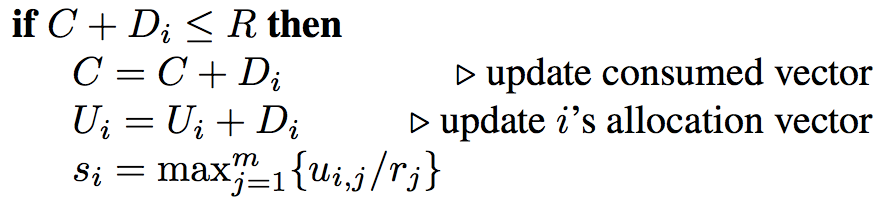 if C + D_i ≤ R then
C = C + D_i ▷ update consumed vector
U_i = U_i + D_i ▷ update i's allocation vector
s_i = max_{j=1}^{m}{u_{i,j}/r_j}